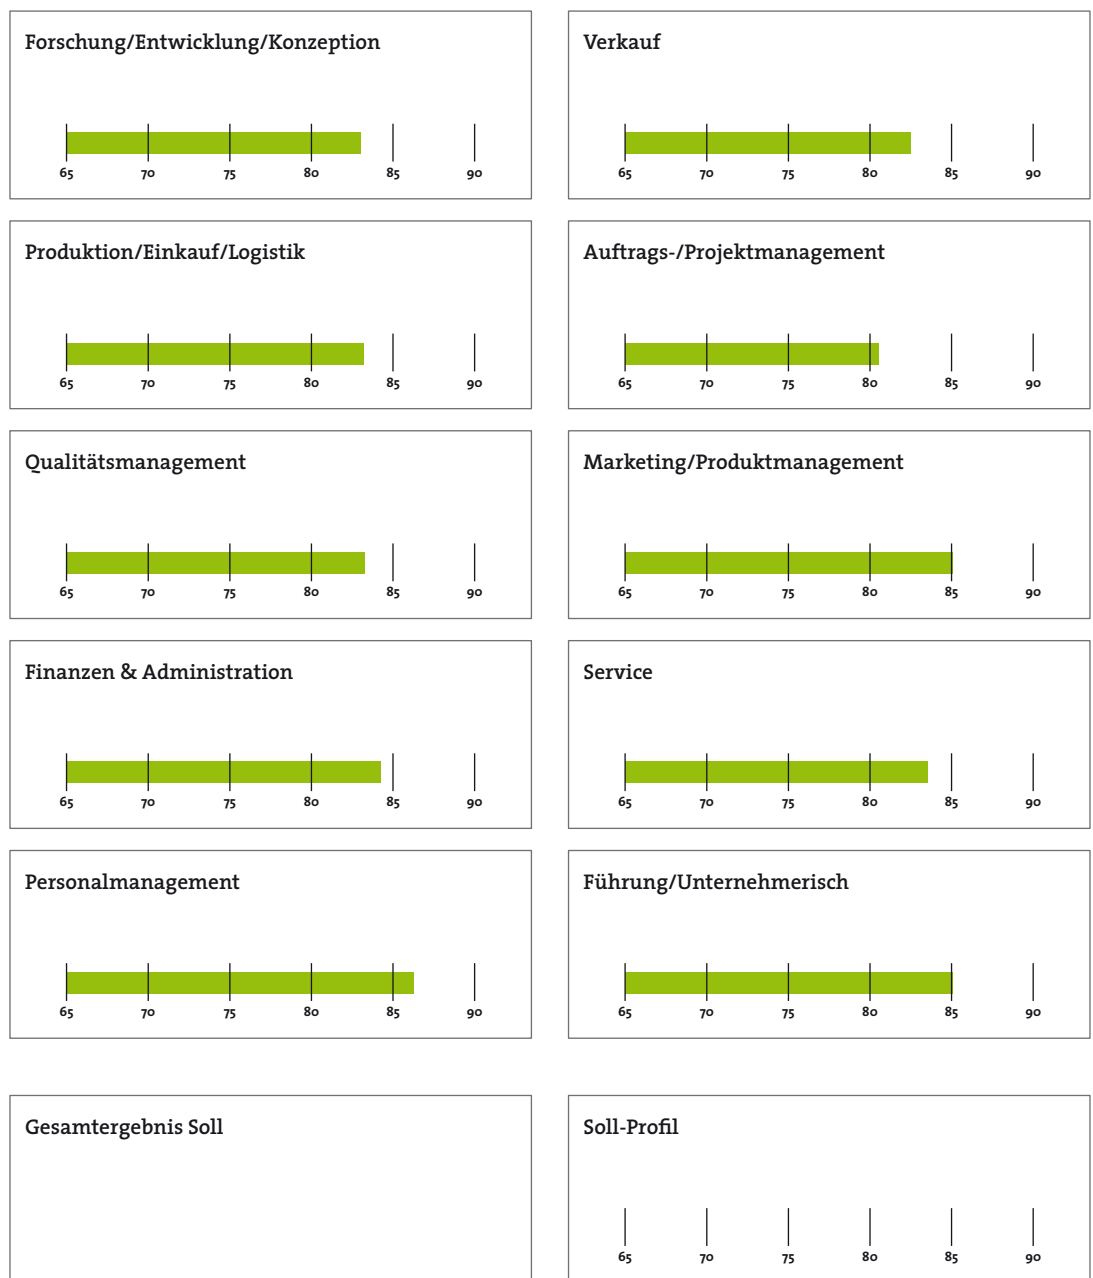 Forschung/Entwicklung/Konzeption
65 70 75 80 85 90
Verkauf
65 70 75 80 85 90
Produktion/Einkauf/Logistik
65 70 75 80 85 90
Auftrags-/Projektmanagement
65 70 75 80 85 90
Qualitätsmanagement
65 70 75 80 85 90
Marketing/Produktmanagement
65 70 75 80 85 90
Finanzen & Administration
65 70 75 80 85 90
Service
65 70 75 80 85 90
Personalmanagement
65 70 75 80 85 90
Führung/Unternehmerisch
65 70 75 80 85 90
Gesamtergebnis Soll
Soll-Profil
65 70 75 80 85 90